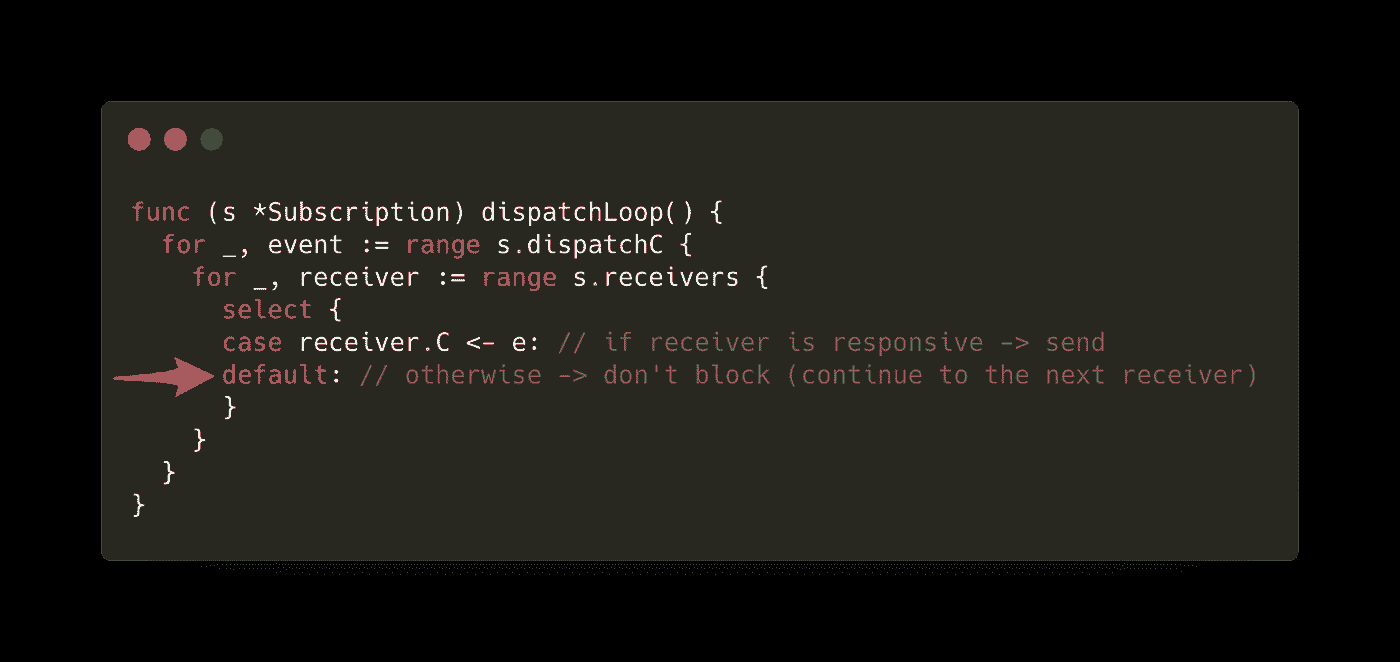 func (s *Subscription) dispatchLoop() {
  for _, event := range s.dispatchC {
    for _, receiver := range s.receivers {
      select {
      case receiver.C <- e: // if receiver is responsive -> send
      default: // otherwise -> don't block (continue to the next receiver)
      }
    }
  }
}